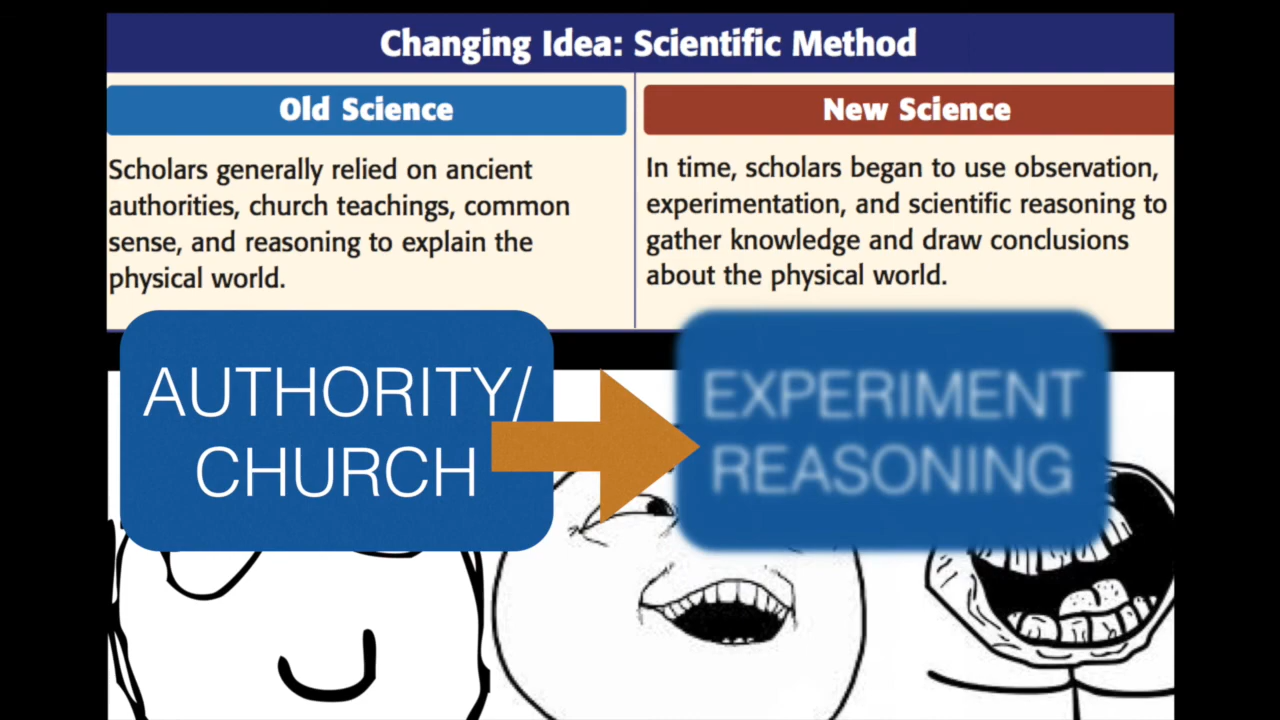 Changing Idea: Scientific Method
Old Science
Scholars generally relied on ancient
authorities, church teachings, common
sense, and reasoning to explain the
physical world.
New Science
In time, scholars began to use observation,
experimentation, and scientific reasoning to
gather knowledge and draw conclusions
about the physical world.
AUTHORITY/
CHURCH
EXPERIMENT
REASONING